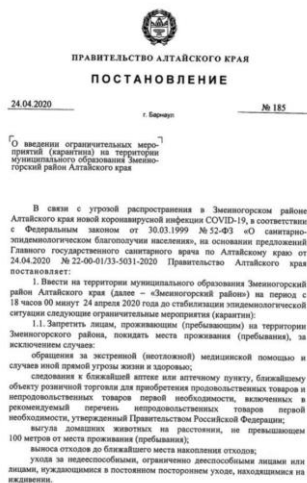 ПРАВИТЕЛЬСТВО АЛТАЙСКОГО КРАЯ
ПОСТАНОВЛЕНИЕ
24.04.2020
№ 185
г. Барнаул
О введении ограничительных меро-
приятий (карантина) на территории
муниципального образования Змеино-
горский район Алтайского края
В связи с угрозой распространения в Змеиногорском районе
Алтайского края новой коронавирусной инфекции COVID-19, в соответствии
с Федеральным законом от 30.03.1999 № 52-ФЗ «О санитарно-
эпидемиологическом благополучии населения», на основании предложений
Главного государственного санитарного врача по Алтайскому краю от
24.04.2020 № 22-00-01/33-5031-2020 Правительство Алтайского края
постановляет:
1. Ввести на территории муниципального образования Змеиногорский
район Алтайского края (далее – «Змеиногорский район») на период с
18 часов 00 минут 24 апреля 2020 года до стабилизации эпидемиологической
ситуации следующие ограничительные мероприятия (карантин):
1.1. Запретить лицам, проживающим (пребывающим) на территории
Змеиногорского района, покидать места проживания (пребывания), за
исключением случаев:
обращения за экстренной (неотложной) медицинской помощью и
случаев иной прямой угрозы жизни и здоровью;
следования к ближайшей аптеке или аптечному пункту, ближайшему
объекту розничной торговли для приобретения продовольственных товаров и
непродовольственных товаров первой необходимости, включенных в
рекомендуемый перечень непродовольственных товаров первой
необходимости, утвержденный Правительством Российской Федерации;
выгула домашних животных на расстоянии, не превышающем
100 метров от места проживания (пребывания);
выноса отходов до ближайшего места накопления отходов;
ухода за недееспособными, ограниченно дееспособными лицами или
лицами, нуждающимися в постоянном постороннем уходе, находящимися на
иждивении.